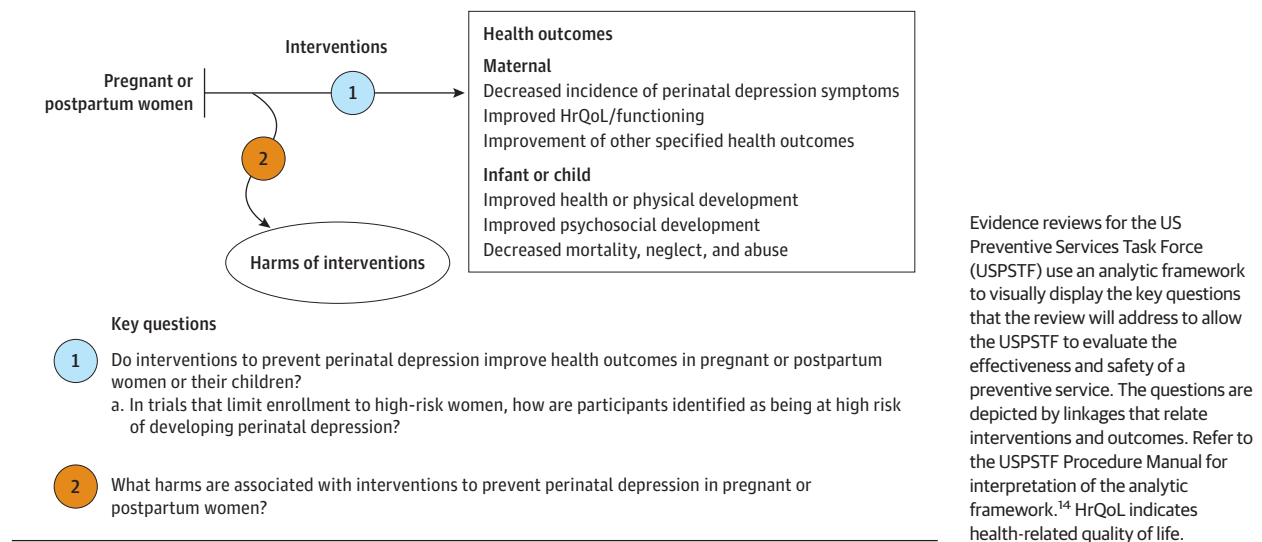 Interventions
Pregnant or
postpartum women
1
2
Harms of interventions
Health outcomes
Maternal
Decreased incidence of perinatal depression symptoms
Improved HrQoL/functioning
Improvement of other specified health outcomes
Infant or child
Improved health or physical development
Improved psychosocial development
Decreased mortality, neglect, and abuse
Key questions
1
Do interventions to prevent perinatal depression improve health outcomes in pregnant or postpartum
women or their children?
a. In trials that limit enrollment to high-risk women, how are participants identified as being at high risk
of developing perinatal depression?
2
What harms are associated with interventions to prevent perinatal depression in pregnant or
postpartum women?
Evidence reviews for the US
Preventive Services Task Force
(USPSTF) use an analytic framework
to visually display the key questions
that the review will address to allow
the USPSTF to evaluate the
effectiveness and safety of a
preventive service. The questions are
depicted by linkages that relate
interventions and outcomes. Refer to
the USPSTF Procedure Manual for
interpretation of the analytic
framework.14 HrQoL indicates
health-related quality of life.